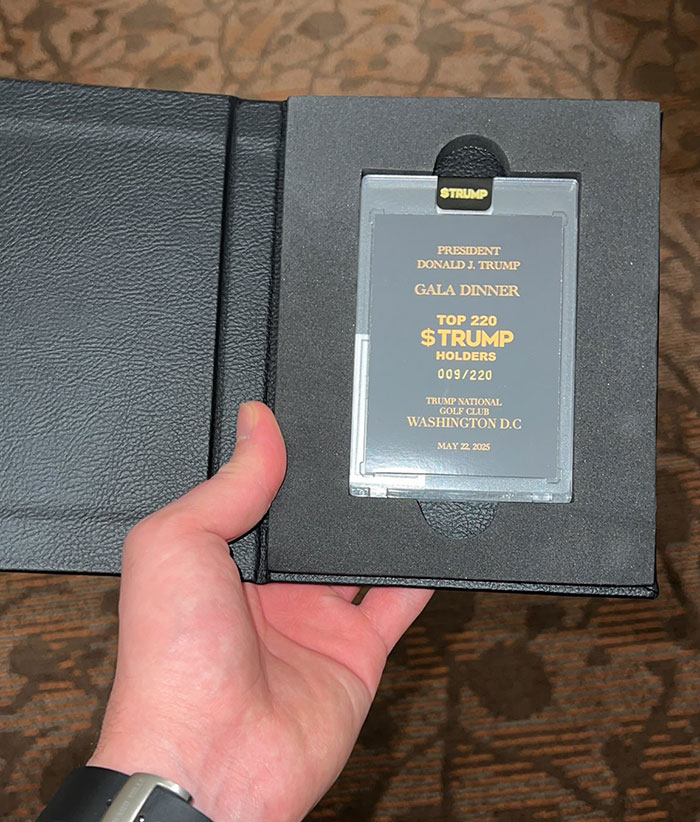 $TRUMP
PRESIDENT
DONALD J. TRUMP
GALA DINNER
TOP 220
$TRUMP
HOLDERS
009/220
TRUMP NATIONAL
GOLF CLUB
WASHINGTON D.C
MAY 22, 2025